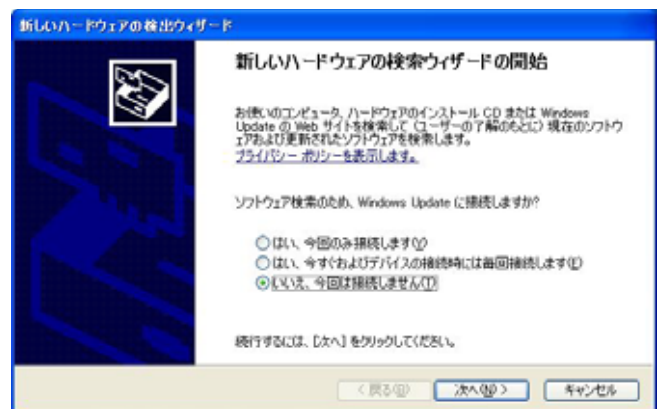 新しいハードウェアの検出ウィザード
新しいハードウェアの検索ウィザードの開始
お使いのコンピュータ、ハードウェアのインストール CD または Windows
Update の Web サイトを検索して (ユーザーの了解のもとに) 現在のソフトウ
ェアおよび更新されたソフトウェアを検索します。
プライバシー ポリシーを表示します。
ソフトウェア検索のため、Windows Update に接続しますか?
はい、今回のみ接続します(Y)
はい、今すぐおよびデバイスの接続時には毎回接続します(E)
いいえ、今回は接続しません(T)
続行するには、[次へ] をクリックしてください。
< 戻る(B)
次へ(N) >
キャンセル